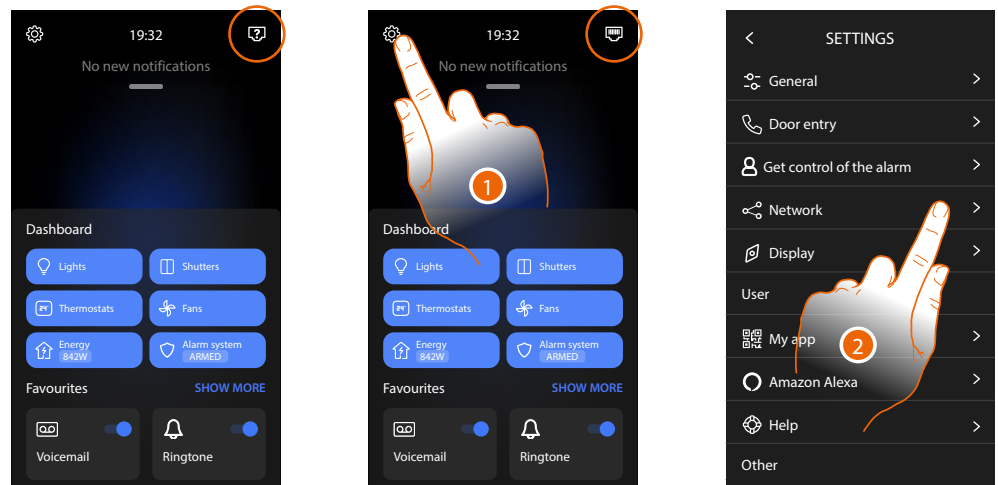 19:32
No new notifications
Dashboard
Lights
Shutters
Thermostats
Fans
Energy
842W
Alarm system
ARMED
Favourites
SHOW MORE
Voicemail
Ringtone
19:32
No new notifications
1
Dashboard
Lights
Shutters
Thermostats
Fans
Energy
842W
Alarm system
ARMED
Favourites
SHOW MORE
Voicemail
Ringtone
SETTINGS
General
Door entry
Get control of the alarm
Network
Display
User
My app
2
Amazon Alexa
Help
Other